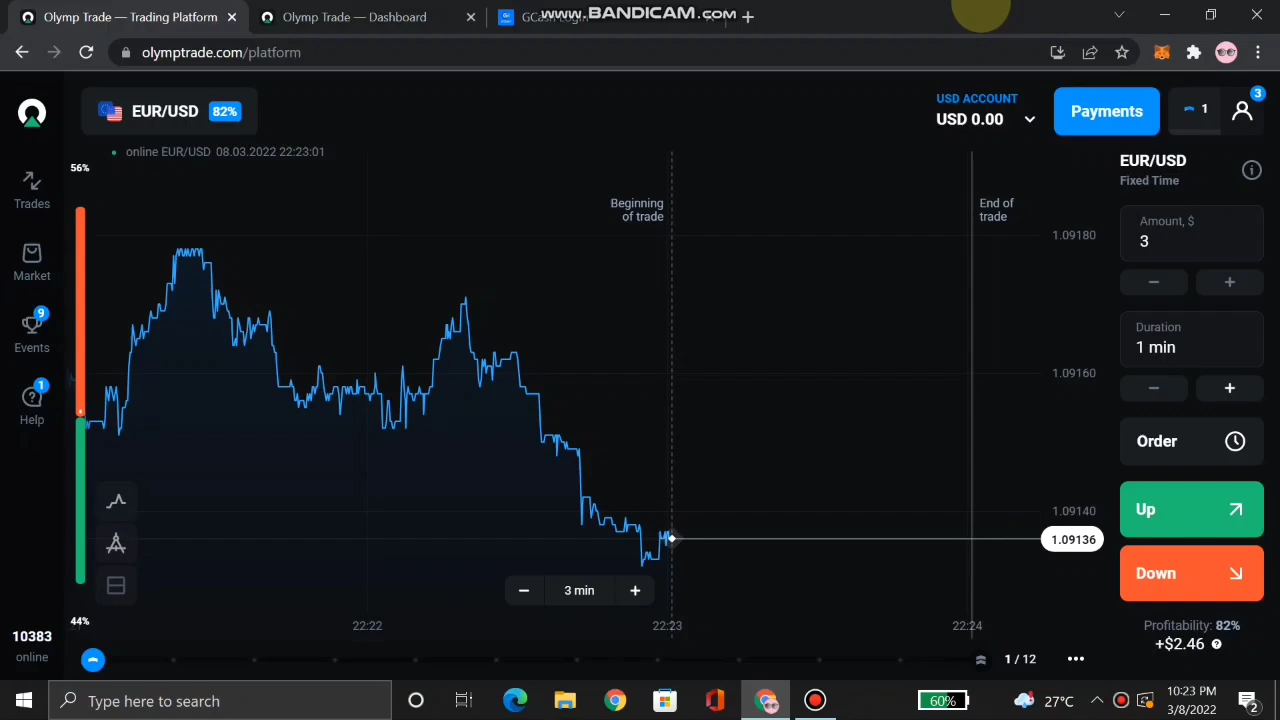 Olymp Trade — Trading Platform
Olymp Trade — Dashboard
www.BANDICAM.com
olymptrade.com/platform
EUR/USD 82%
USD ACCOUNT
USD 0.00
Payments
1
3
online EUR/USD 08.03.2022 22:23:01
56%
Trades
Market
9
Events
1
Help
10383
online
44%
Beginning
of trade
End of
trade
1.09180
1.09160
1.09140
1.09136
3 min
22:22
22:23
22:24
1 / 12
EUR/USD
Fixed Time
Amount, $
3
Duration
1 min
Order
Up
Down
Profitability: 82%
+$2.46
Type here to search
60%
27°C
10:23 PM
3/8/2022
2